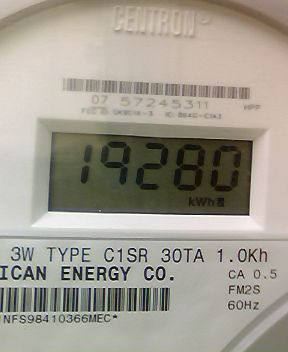 CENTRON
07 57245311 HPP
19280
kWh
3W TYPE C1SR 30TA 1.0Kh
ICAN ENERGY CO.
CA 0.5
FM2S
60Hz
NFS98410366MEC*